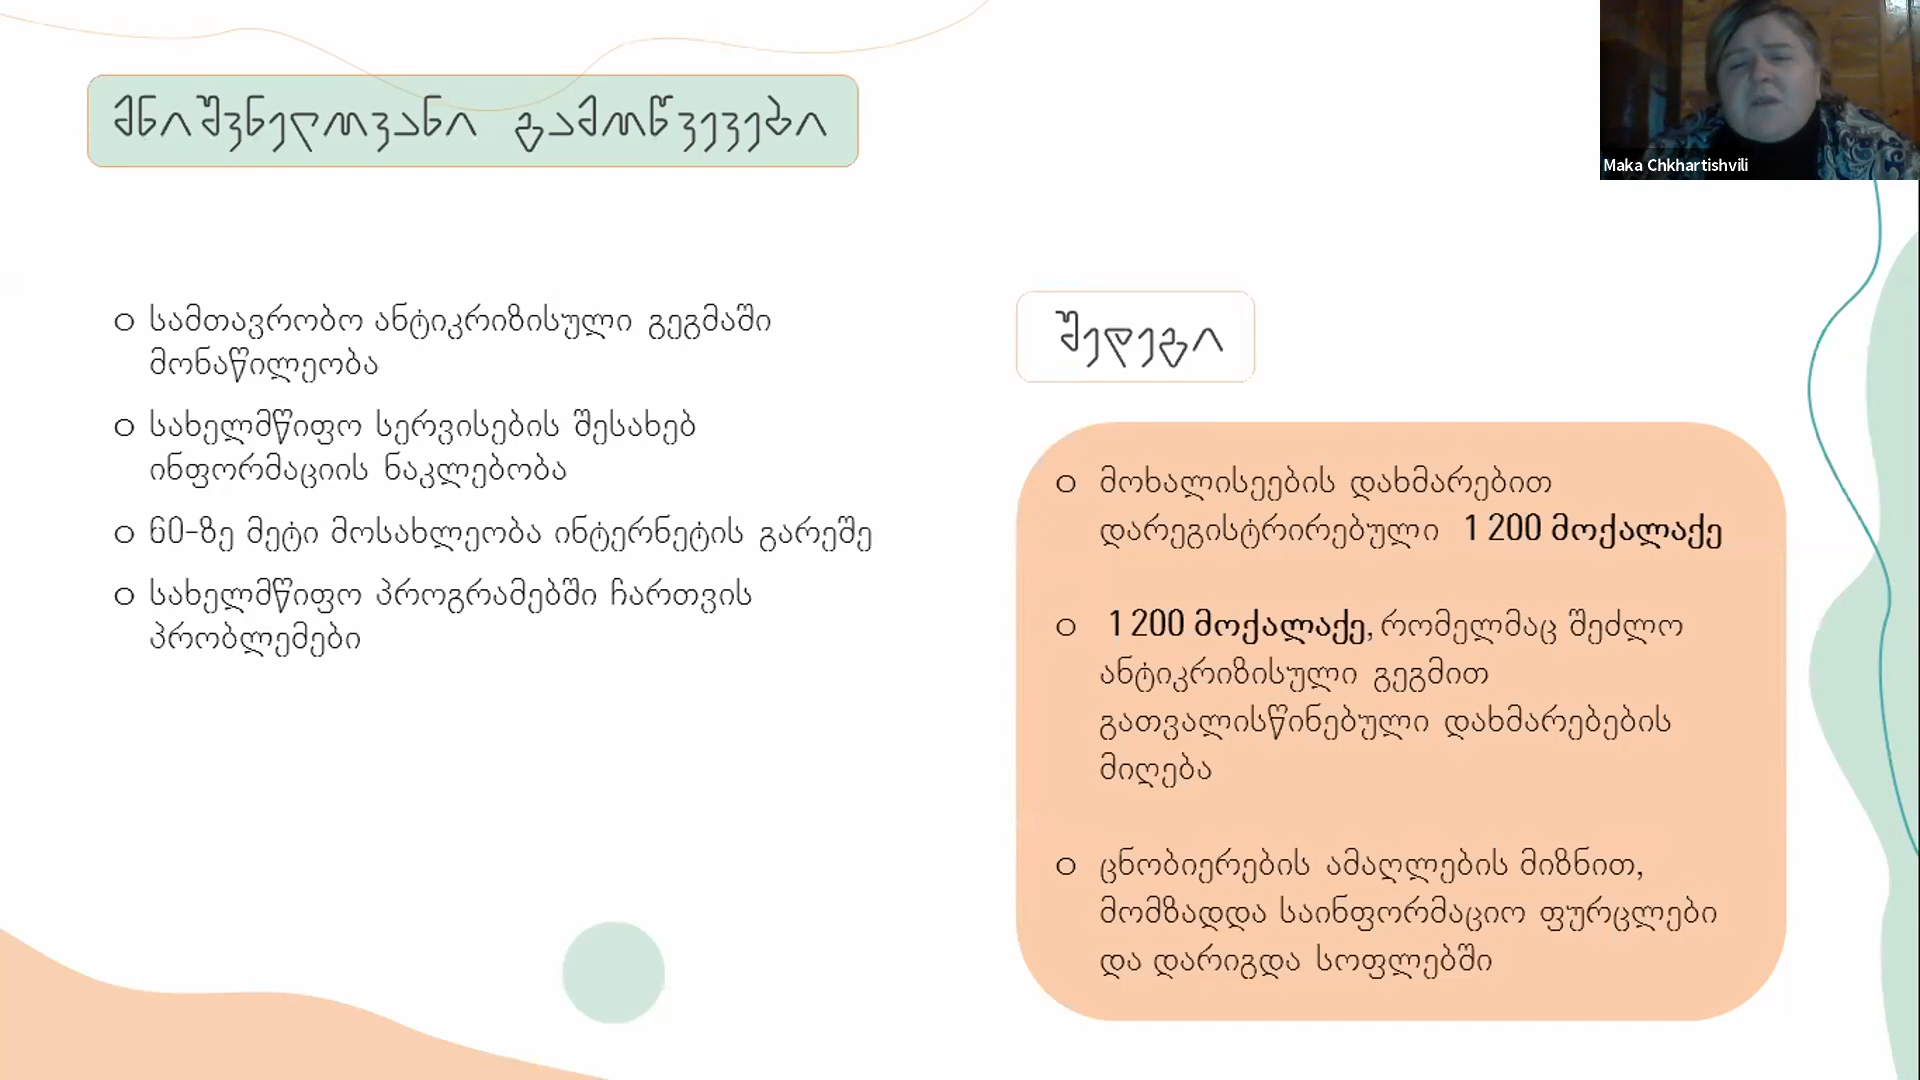 მნიშვნელოვანი გამოწვევები
Maka Chkhartishvili
o სამთავრობო ანტიკრიზისული გეგმაში
მონაწილეობა
o სახელმწიფო სერვისების შესახებ
ინფორმაციის ნაკლებობა
o 60-ზე მეტი მოსახლეობა ინტერნეტის გარეშე
o სახელმწიფო პროგრამებში ჩართვის
პრობლემები
შედეგი
o მოხალისეების დახმარებით
დარეგისტრირებული 1 200 მოქალაქე
o 1 200 მოქალაქე, რომელმაც შეძლო
ანტიკრიზისული გეგმით
გათვალისწინებული დახმარებების
მიღება
o ცნობიერების ამაღლების მიზნით,
მომზადდა საინფორმაციო ფურცლები
და დარიგდა სოფლებში